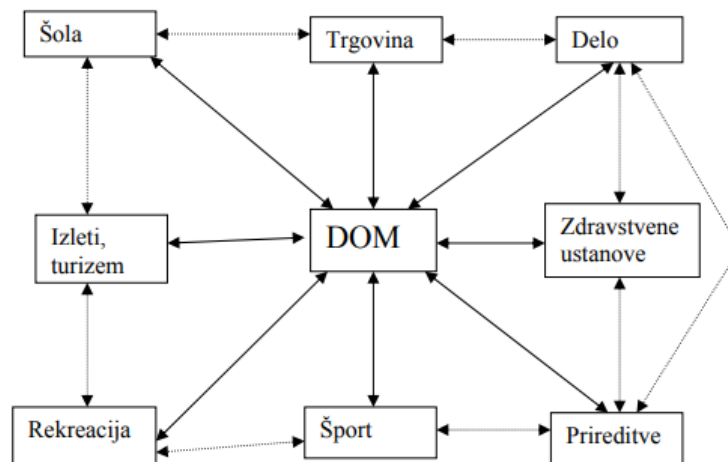 Šola
Trgovina
Delo
Izleti,
turizem
DOM
Zdravstvene
ustanove
Rekreacija
Šport
Prireditve